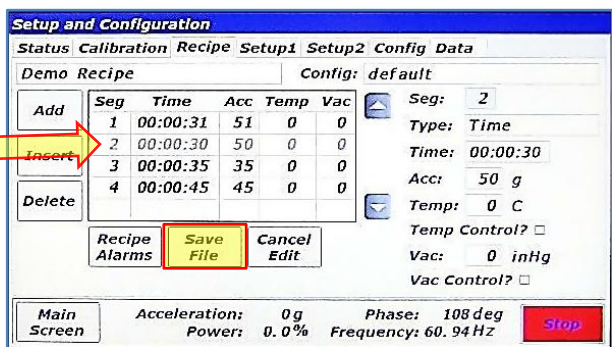 Setup and Configuration
Status Calibration Recipe Setup1 Setup2 Config Data
Demo Recipe Config: default
Add
Insert
Delete
Seg Time Acc Temp Vac
1 00:00:31 51 0 0
2 00:00:30 50 0 0
3 00:00:35 35 0 0
4 00:00:45 45 0 0
Recipe Alarms
Save File
Cancel Edit
Seg: 2
Type: Time
Time: 00:00:30
Acc: 50 g
Temp: 0 C
Temp Control?
Vac: 0 inHg
Vac Control?
Main Screen
Acceleration: 0 g Phase: 108 deg
Power: 0.0% Frequency: 60.94 Hz
Stop